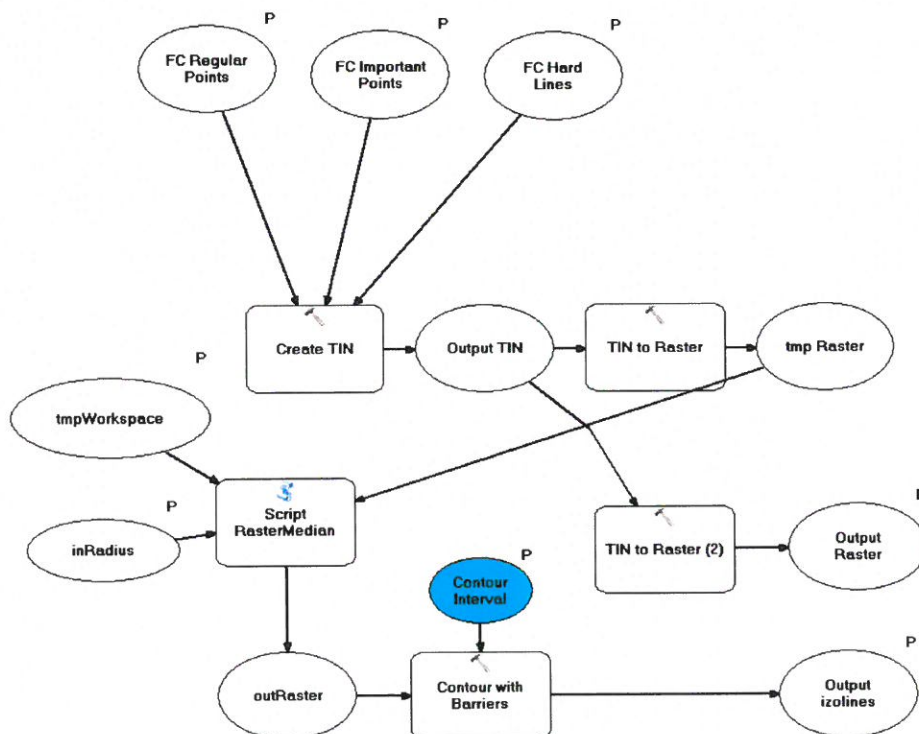 P
P
P
FC Regular
Points
FC Important
Points
FC Hard
Lines
Create TIN
Output TIN
TIN to Raster
tmp Raster
P
tmpWorkspace
P
inRadius
Script
RasterMedian
P
Contour
Interval
TIN to Raster (2)
P
Output
Raster
outRaster
Contour with
Barriers
P
Output
izolines